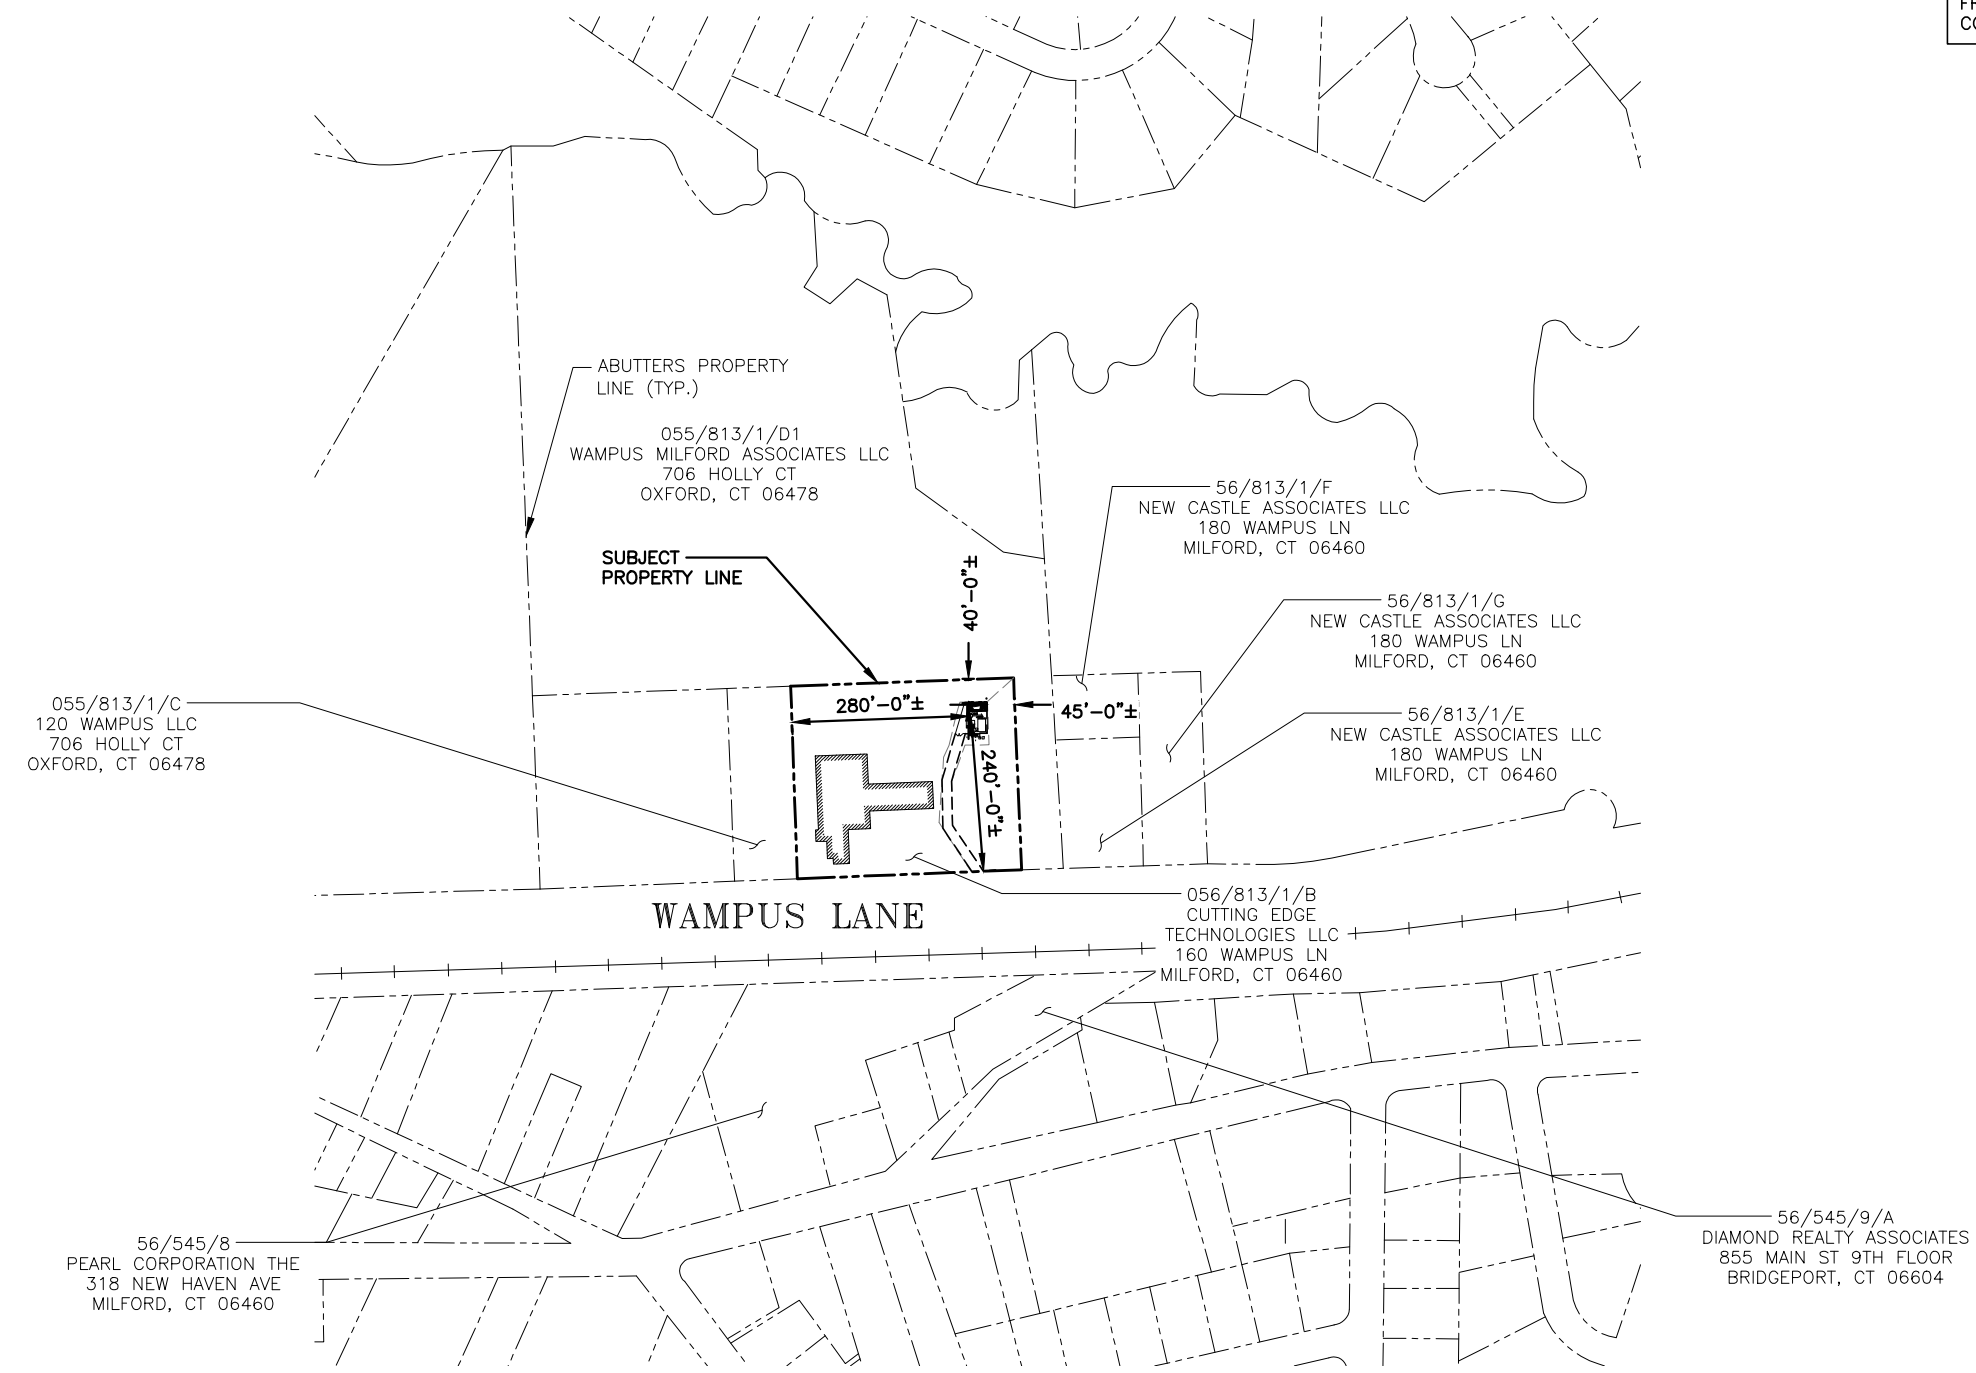 ABUTTERS PROPERTY
LINE (TYP.)
055/813/1/D1
WAMPUS MILFORD ASSOCIATES LLC
706 HOLLY CT
OXFORD, CT 06478
56/813/1/F
NEW CASTLE ASSOCIATES LLC
180 WAMPUS LN
MILFORD, CT 06460
SUBJECT
PROPERTY LINE
40'-0"±
56/813/1/G
NEW CASTLE ASSOCIATES LLC
180 WAMPUS LN
MILFORD, CT 06460
055/813/1/C
120 WAMPUS LLC
706 HOLLY CT
OXFORD, CT 06478
280'-0"±
45'-0"±
56/813/1/E
NEW CASTLE ASSOCIATES LLC
180 WAMPUS LN
MILFORD, CT 06460
240'-0"±
WAMPUS LANE
056/813/1/B
CUTTING EDGE
TECHNOLOGIES LLC
160 WAMPUS LN
MILFORD, CT 06460
56/545/8
PEARL CORPORATION THE
318 NEW HAVEN AVE
MILFORD, CT 06460
56/545/9/A
DIAMOND REALTY ASSOCIATES
855 MAIN ST 9TH FLOOR
BRIDGEPORT, CT 06604